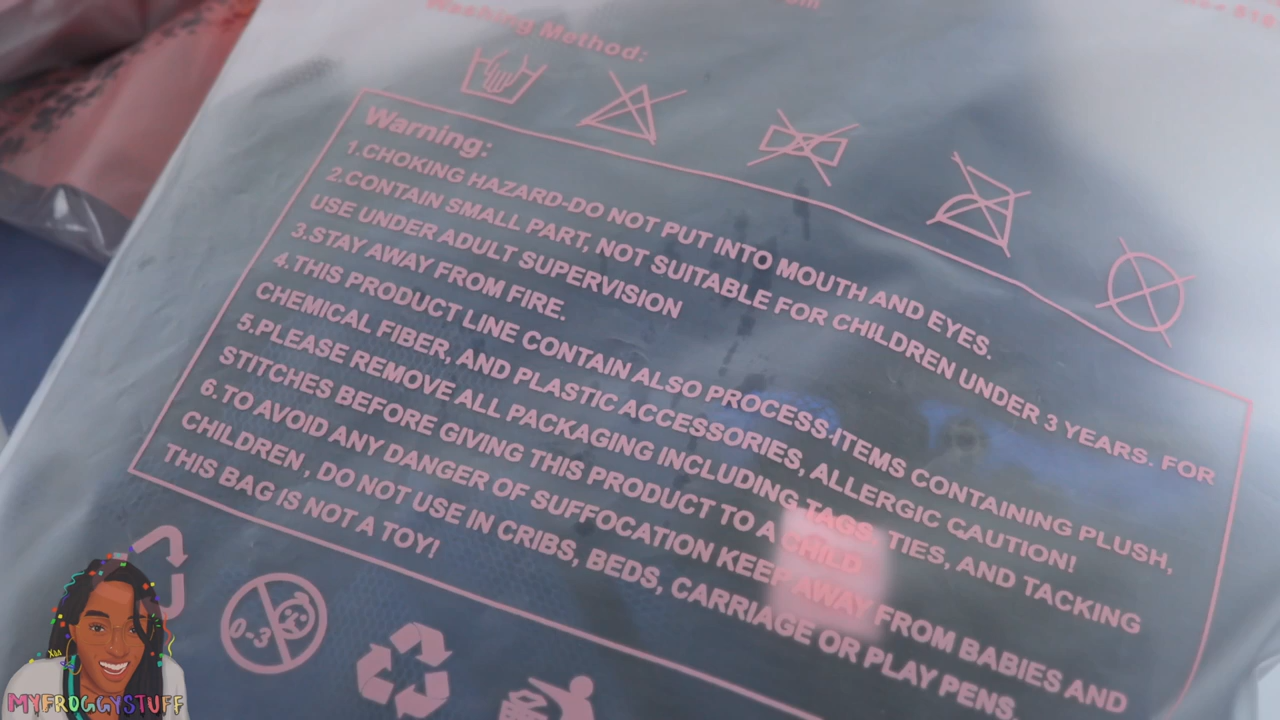 Washing Method:
Warning:
1.CHOKING HAZARD-DO NOT PUT INTO MOUTH AND EYES.
2.CONTAIN SMALL PART, NOT SUITABLE FOR CHILDREN UNDER 3 YEARS. FOR
USE UNDER ADULT SUPERVISION
3.STAY AWAY FROM FIRE.
4.THIS PRODUCT LINE CONTAIN ALSO PROCESS-ITEMS CONTAINING PLUSH,
CHEMICAL FIBER, AND PLASTIC ACCESSORIES, ALLERGIC CAUTION!
5.PLEASE REMOVE ALL PACKAGING INCLUDING TAGS, TIES, AND TACKING
STITCHES BEFORE GIVING THIS PRODUCT TO A CHILD
6.TO AVOID ANY DANGER OF SUFFOCATION KEEP AWAY FROM BABIES AND
CHILDREN, DO NOT USE IN CRIBS, BEDS, CARRIAGE OR PLAY PENS.
THIS BAG IS NOT A TOY!
0-3
MYFROGGYSTUFF